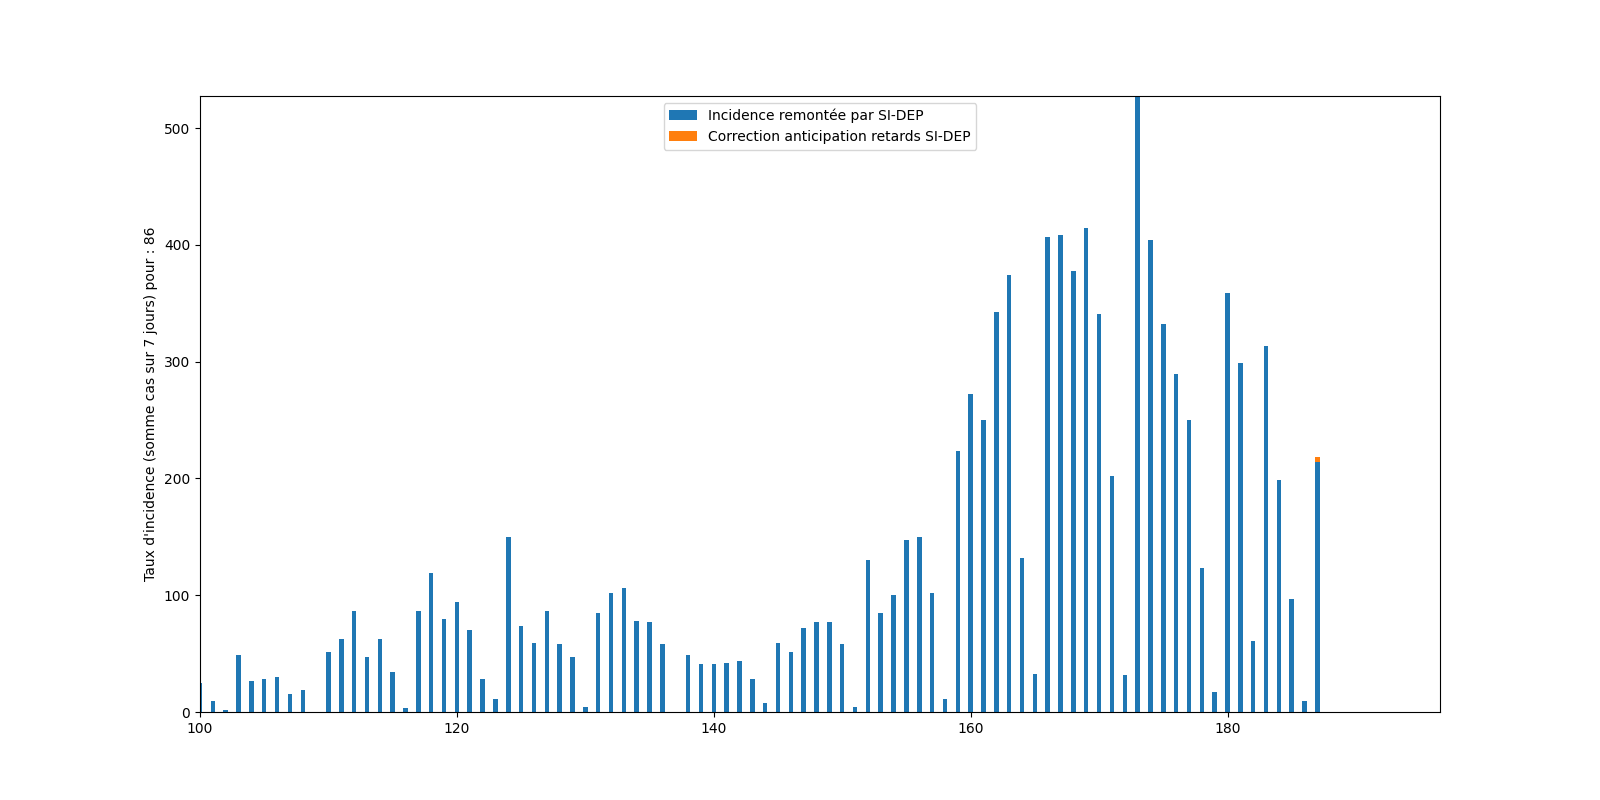 Incidence remontée par SI-DEP
Correction anticipation retards SI-DEP
Taux d'incidence (somme cas sur 7 jours) pour : 86
500
400
300
200
100
0
100 120 140 160 180